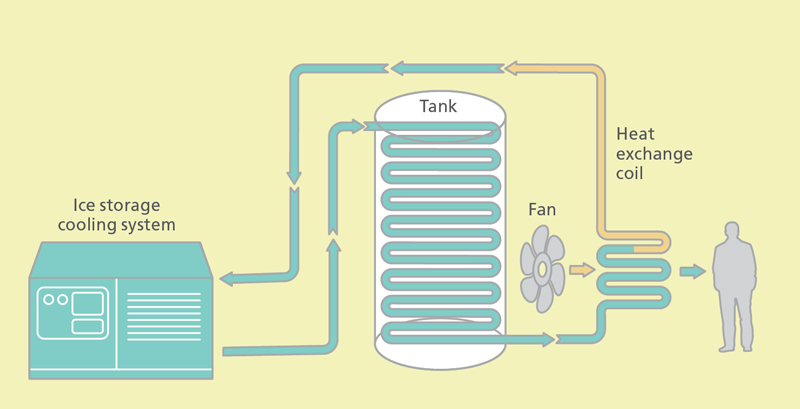 Tank
Heat
exchange
coil
Ice storage
cooling system
Fan